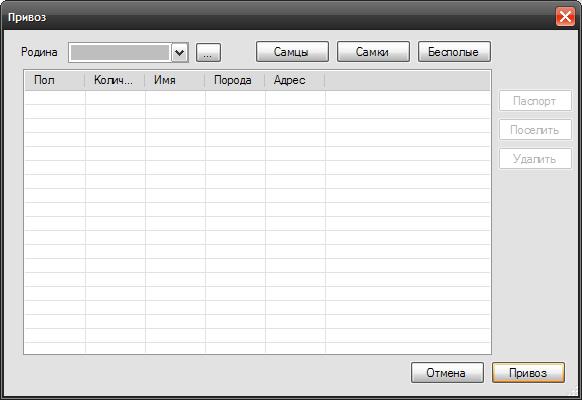 Привоз
Родина ... Самцы Самки Бесполые
Пол Колич... Имя Порода Адрес
Паспорт
Поселить
Удалить
Отмена Привоз